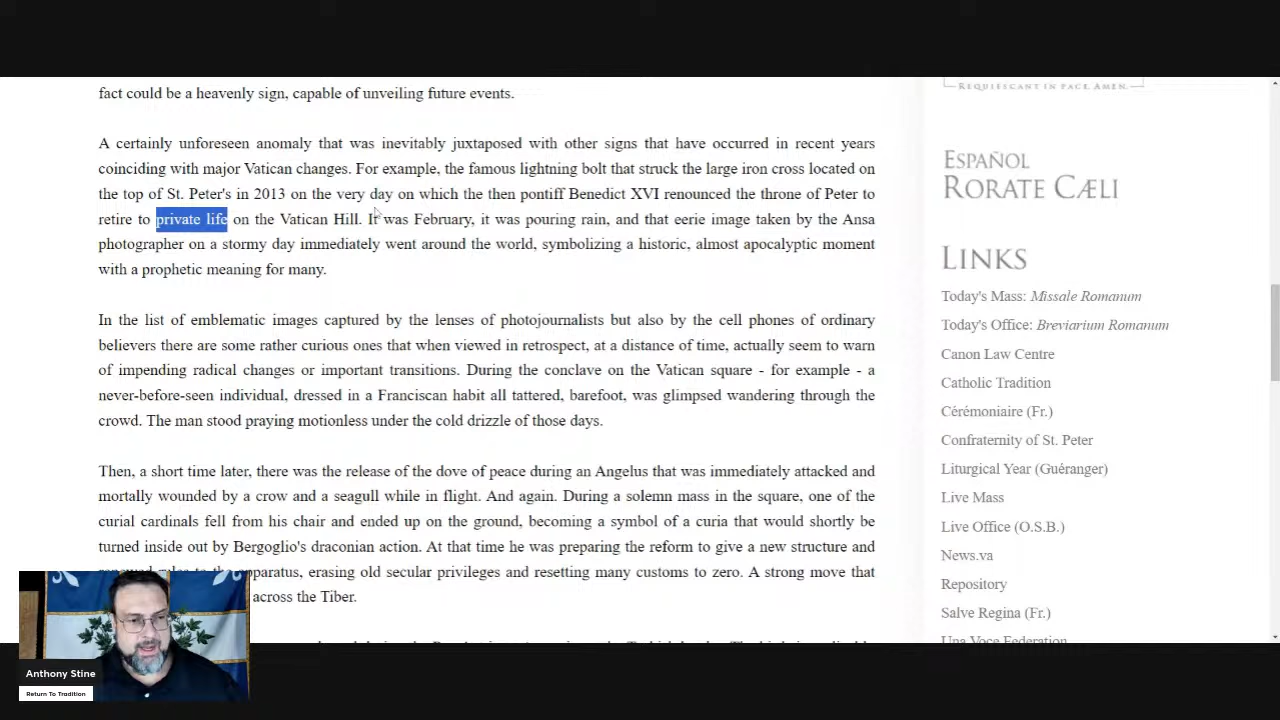 fact could be a heavenly sign, capable of unveiling future events.
A certainly unforeseen anomaly that was inevitably juxtaposed with other signs that have occurred in recent years
coinciding with major Vatican changes. For example, the famous lightning bolt that struck the large iron cross located on
the top of St. Peter's in 2013 on the very day on which the then pontiff Benedict XVI renounced the throne of Peter to
retire to private life on the Vatican Hill. It was February, it was pouring rain, and that eerie image taken by the Ansa
photographer on a stormy day immediately went around the world, symbolizing a historic, almost apocalyptic moment
with a prophetic meaning for many.
In the list of emblematic images captured by the lenses of photojournalists but also by the cell phones of ordinary
believers there are some rather curious ones that when viewed in retrospect, at a distance of time, actually seem to warn
of impending radical changes or important transitions. During the conclave on the Vatican square - for example - a
never-before-seen individual, dressed in a Franciscan habit all tattered, barefoot, was glimpsed wandering through the
crowd. The man stood praying motionless under the cold drizzle of those days.
Then, a short time later, there was the release of the dove of peace during an Angelus that was immediately attacked and
mortally wounded by a crow and a seagull while in flight. And again. During a solemn mass in the square, one of the
curial cardinals fell from his chair and ended up on the ground, becoming a symbol of a curia that would shortly be
turned inside out by Bergoglio's draconian action. At that time he was preparing the reform to give a new structure and
apparatus, erasing old secular privileges and resetting many customs to zero. A strong move that
across the Tiber.
REQUIESCANT IN PACE. AMEN.
ESPAÑOL
RORATE CÆLI
LINKS
Today's Mass: Missale Romanum
Today's Office: Breviarium Romanum
Canon Law Centre
Catholic Tradition
Cérémoniaire (Fr.)
Confraternity of St. Peter
Liturgical Year (Guéranger)
Live Mass
Live Office (O.S.B.)
News.va
Repository
Salve Regina (Fr.)
Una Voce Federation
Anthony Stine
Return To Tradition